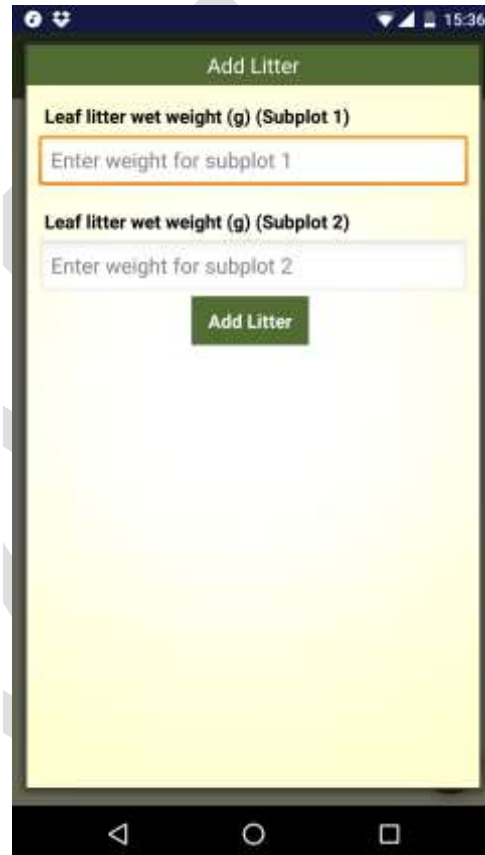 15:36
Add Litter
Leaf litter wet weight (g) (Subplot 1)
Enter weight for subplot 1
Leaf litter wet weight (g) (Subplot 2)
Enter weight for subplot 2
Add Litter